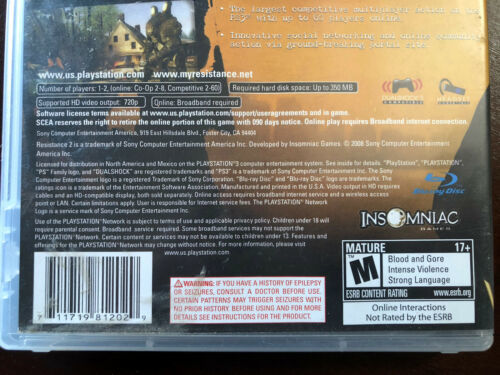 • The largest competitive multiplayer action on the
PS3 with up to 60 players online.
• Innovative social networking and online community
action via ground-breaking portal site.
www.us.playstation.com www.myresistance.net
Number of players: 1-2, (online: Co-Op 2-8, Competitive 2-60)
Required hard disk space: Up to 350 MB
Supported HD video output: 720p
Online: Broadband required
Software license terms available at www.us.playstation.com/support/useragreements and in game.
SCEA reserves the right to retire the online portion of this game with 090 days notice. Online play requires Broadband internet connection.
Sony Computer Entertainment America, 919 East Hillsdale Blvd., Foster City, CA 94404
Resistance 2 is a trademark of Sony Computer Entertainment America Inc. Developed by Insomniac Games. © 2008 Sony Computer Entertainment
America Inc.
Licensed for distribution in North America and Mexico on the PLAYSTATION®3 computer entertainment system. See inside for details. "PlayStation", "PLAYSTATION",
"PS" Family logo, and "DUALSHOCK" are registered trademarks and "PS3" is a trademark of Sony Computer Entertainment Inc. The Sony Computer
Entertainment logo is a registered trademark of Sony Corporation. "Blu-ray Disc" and "Blu-ray Disc" logo are trademarks. The
ratings icon is a trademark of the Entertainment Software Association. Manufactured and printed in the U.S.A. Video output in HD requires
cables and an HD-compatible display, both sold separately. Online access requires broadband internet service and a wireless access
point or LAN. Certain limitations apply. User is responsible for Internet service fees. The PLAYSTATION® Network
Logo is a service mark of Sony Computer Entertainment Inc.
Use of the PLAYSTATION®Network is subject to terms of use and applicable privacy policy. Children under 18 will
require parental consent. Broadband service required. Some broadband services may not support the
PLAYSTATION®Network. Certain content or services may not be available to children under 13. Features and
offerings for the PLAYSTATION®Network may change without notice. For more information, please visit
www.us.playstation.com.
DUALSHOCK 3
COMPATIBLE
Blu-ray Disc
INSOMNIAC
GAMES
7 11719 81202 9
WARNING: IF YOU HAVE A HISTORY OF EPILEPSY
OR SEIZURES, CONSULT A DOCTOR BEFORE USE.
CERTAIN PATTERNS MAY TRIGGER SEIZURES WITH
NO PRIOR HISTORY. BEFORE USING AND FOR MORE
DETAILS SEE INSTRUCTIONS FOR THE PRODUCT.
MATURE 17+
M
Blood and Gore
Intense Violence
Strong Language
ESRB CONTENT RATING www.esrb.org
Online Interactions
Not Rated by the ESRB